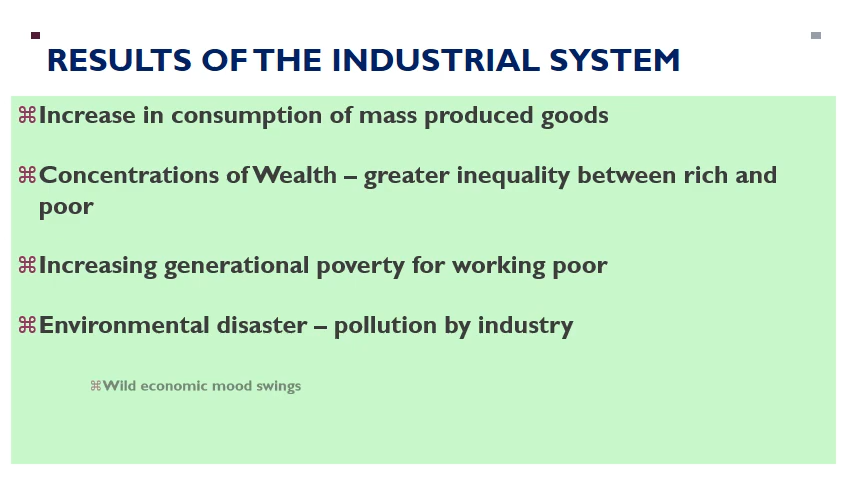 RESULTS OF THE INDUSTRIAL SYSTEM
⌘Increase in consumption of mass produced goods
⌘Concentrations of Wealth – greater inequality between rich and
poor
⌘Increasing generational poverty for working poor
⌘Environmental disaster – pollution by industry
⌘Wild economic mood swings